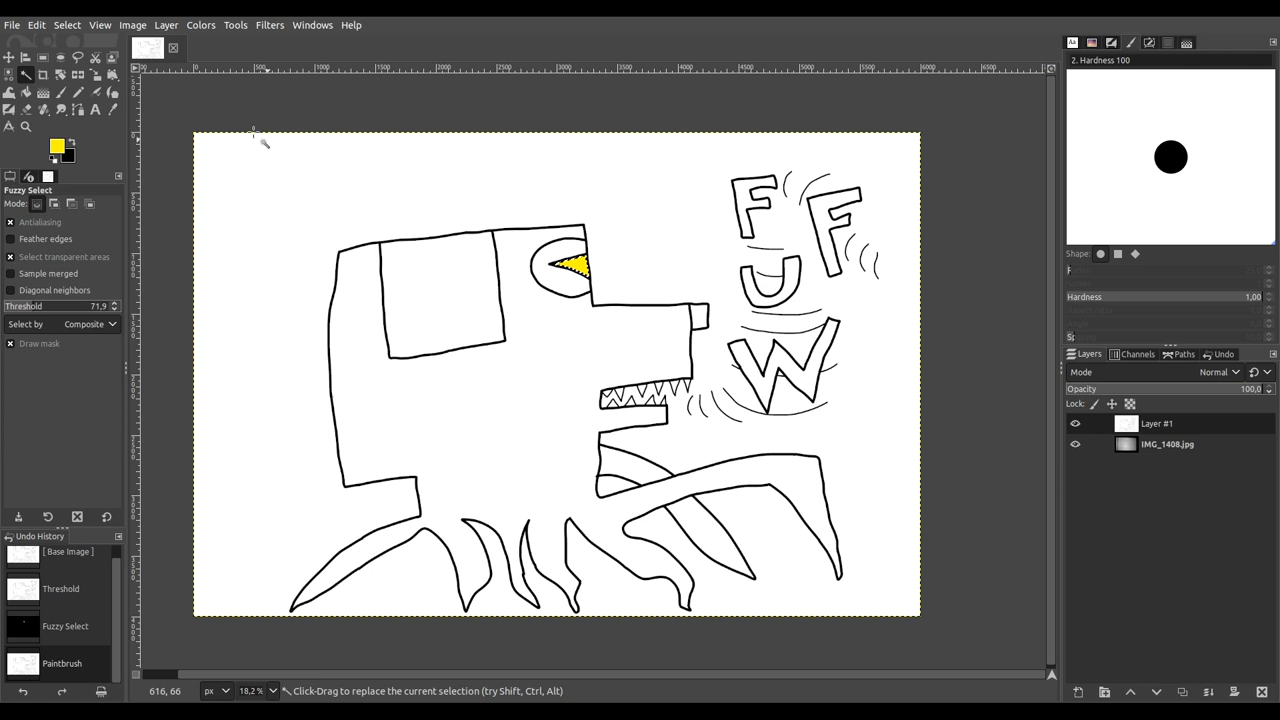 File Edit Select View Image Layer Colors Tools Filters Windows Help
2. Hardness 100
Fuzzy Select
Mode:
Antialiasing
Feather edges
Select transparent areas
Sample merged
Diagonal neighbors
Threshold 71,9
Select by Composite
Draw mask
Undo History
[ Base Image ]
Threshold
Fuzzy Select
Paintbrush
F F
U
W
616, 66 px 18,2 % Click-Drag to replace the current selection (try Shift, Ctrl, Alt)
Shape:
Hardness 1,00
Layers Channels Paths Undo
Mode Normal
Opacity 100,0
Lock:
Layer #1
IMG_1408.jpg